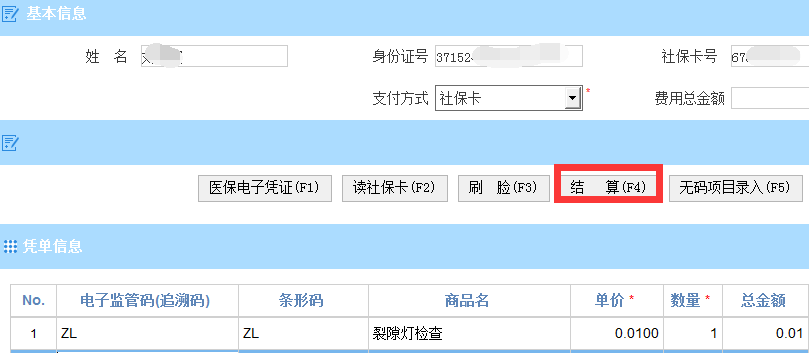 基本信息
姓 名 身份证号 37152 社保卡号 67
支付方式 社保卡 * 费用总金额
医保电子凭证(F1) 读社保卡(F2) 刷 脸(F3) 结 算(F4) 无码项目录入(F5)
凭单信息
No. 电子监管码(追溯码) 条形码 商品名 单价 * 数量 * 总金额
1 ZL ZL 裂隙灯检查 0.0100 1 0.01